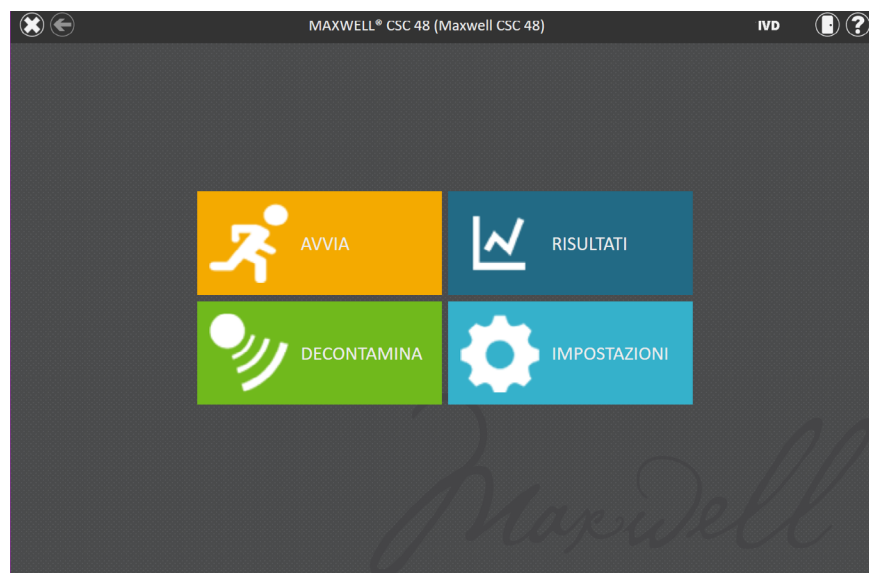 MAXWELL® CSC 48 (Maxwell CSC 48) IVD ?
AVVIA
RISULTATI
DECONTAMINA
IMPOSTAZIONI
Maxwell